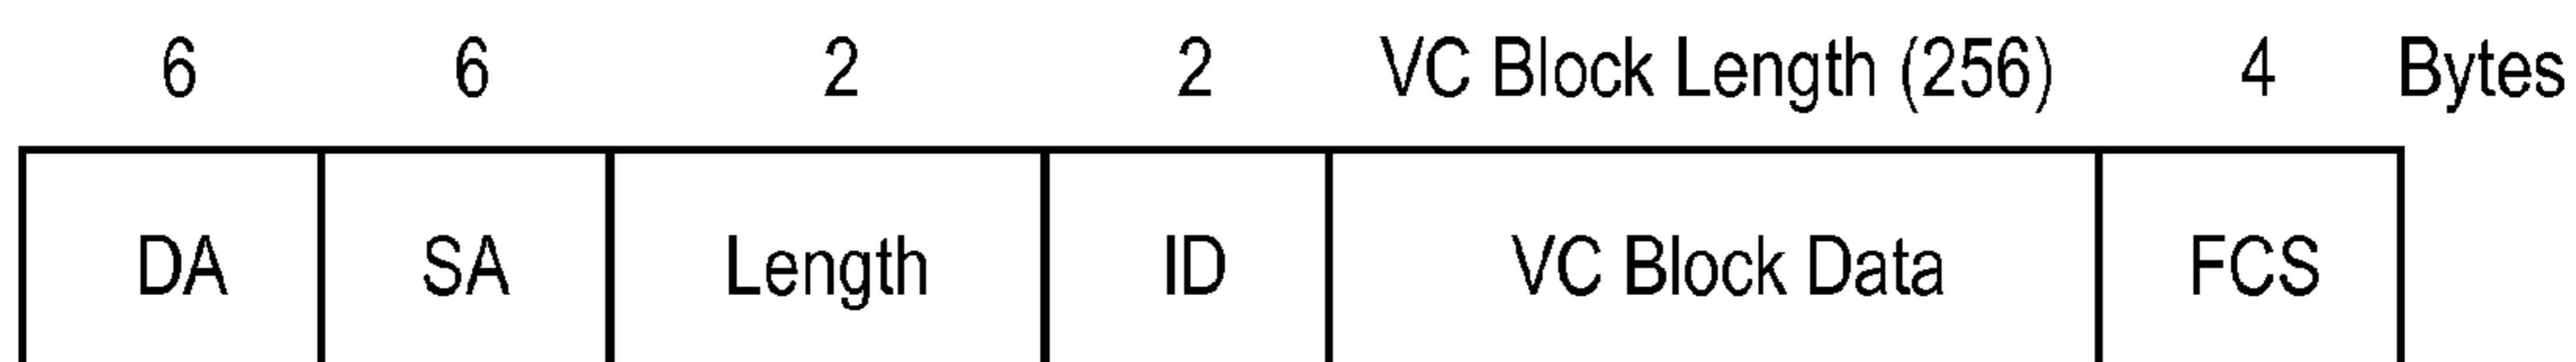 6 6 2 2 VC Block Length (256) 4 Bytes
DA SA Length ID VC Block Data FCS